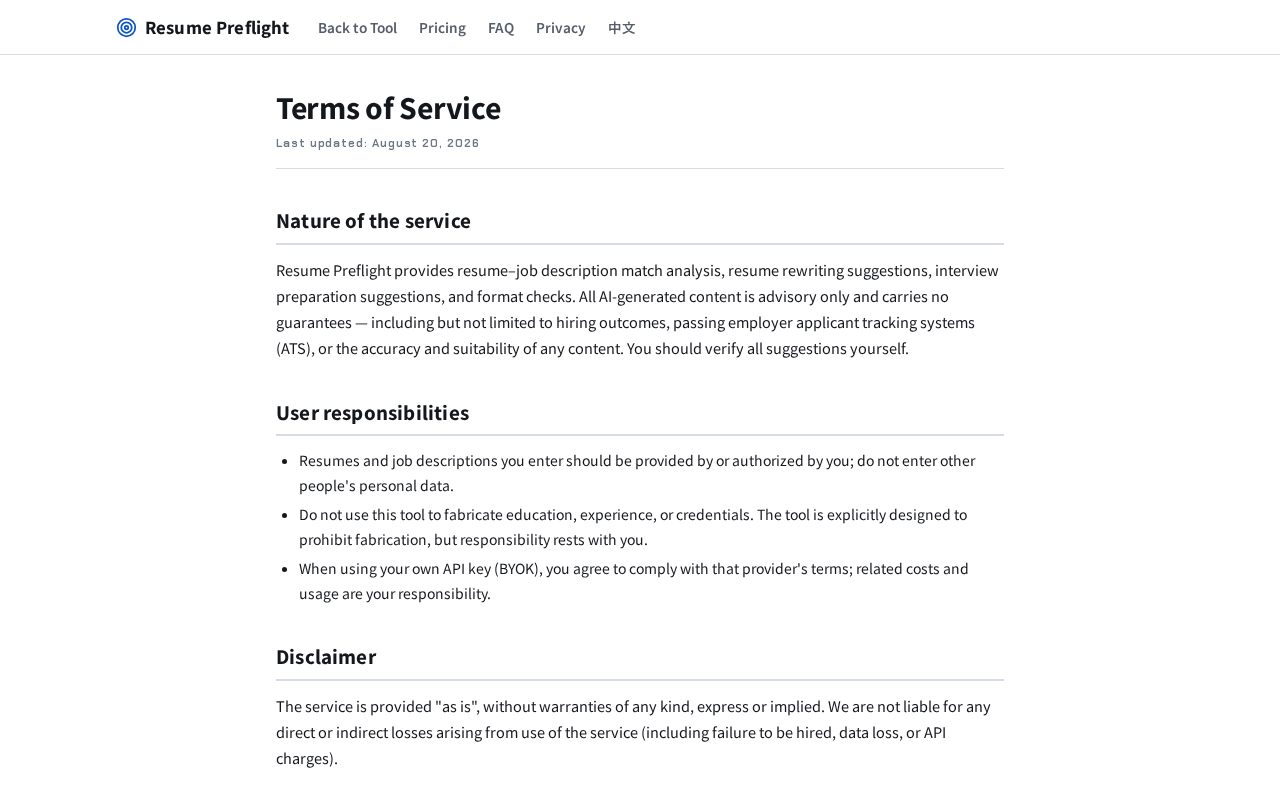 Resume Preflight
Back to Tool
Pricing
FAQ
Privacy
中文
Terms of Service
Last updated: August 20, 2026
Nature of the service
Resume Preflight provides resume–job description match analysis, resume rewriting suggestions, interview
preparation suggestions, and format checks. All AI-generated content is advisory only and carries no
guarantees — including but not limited to hiring outcomes, passing employer applicant tracking systems
(ATS), or the accuracy and suitability of any content. You should verify all suggestions yourself.
User responsibilities
• Resumes and job descriptions you enter should be provided by or authorized by you; do not enter other
people's personal data.
• Do not use this tool to fabricate education, experience, or credentials. The tool is explicitly designed to
prohibit fabrication, but responsibility rests with you.
• When using your own API key (BYOK), you agree to comply with that provider's terms; related costs and
usage are your responsibility.
Disclaimer
The service is provided "as is", without warranties of any kind, express or implied. We are not liable for any
direct or indirect losses arising from use of the service (including failure to be hired, data loss, or API
charges).